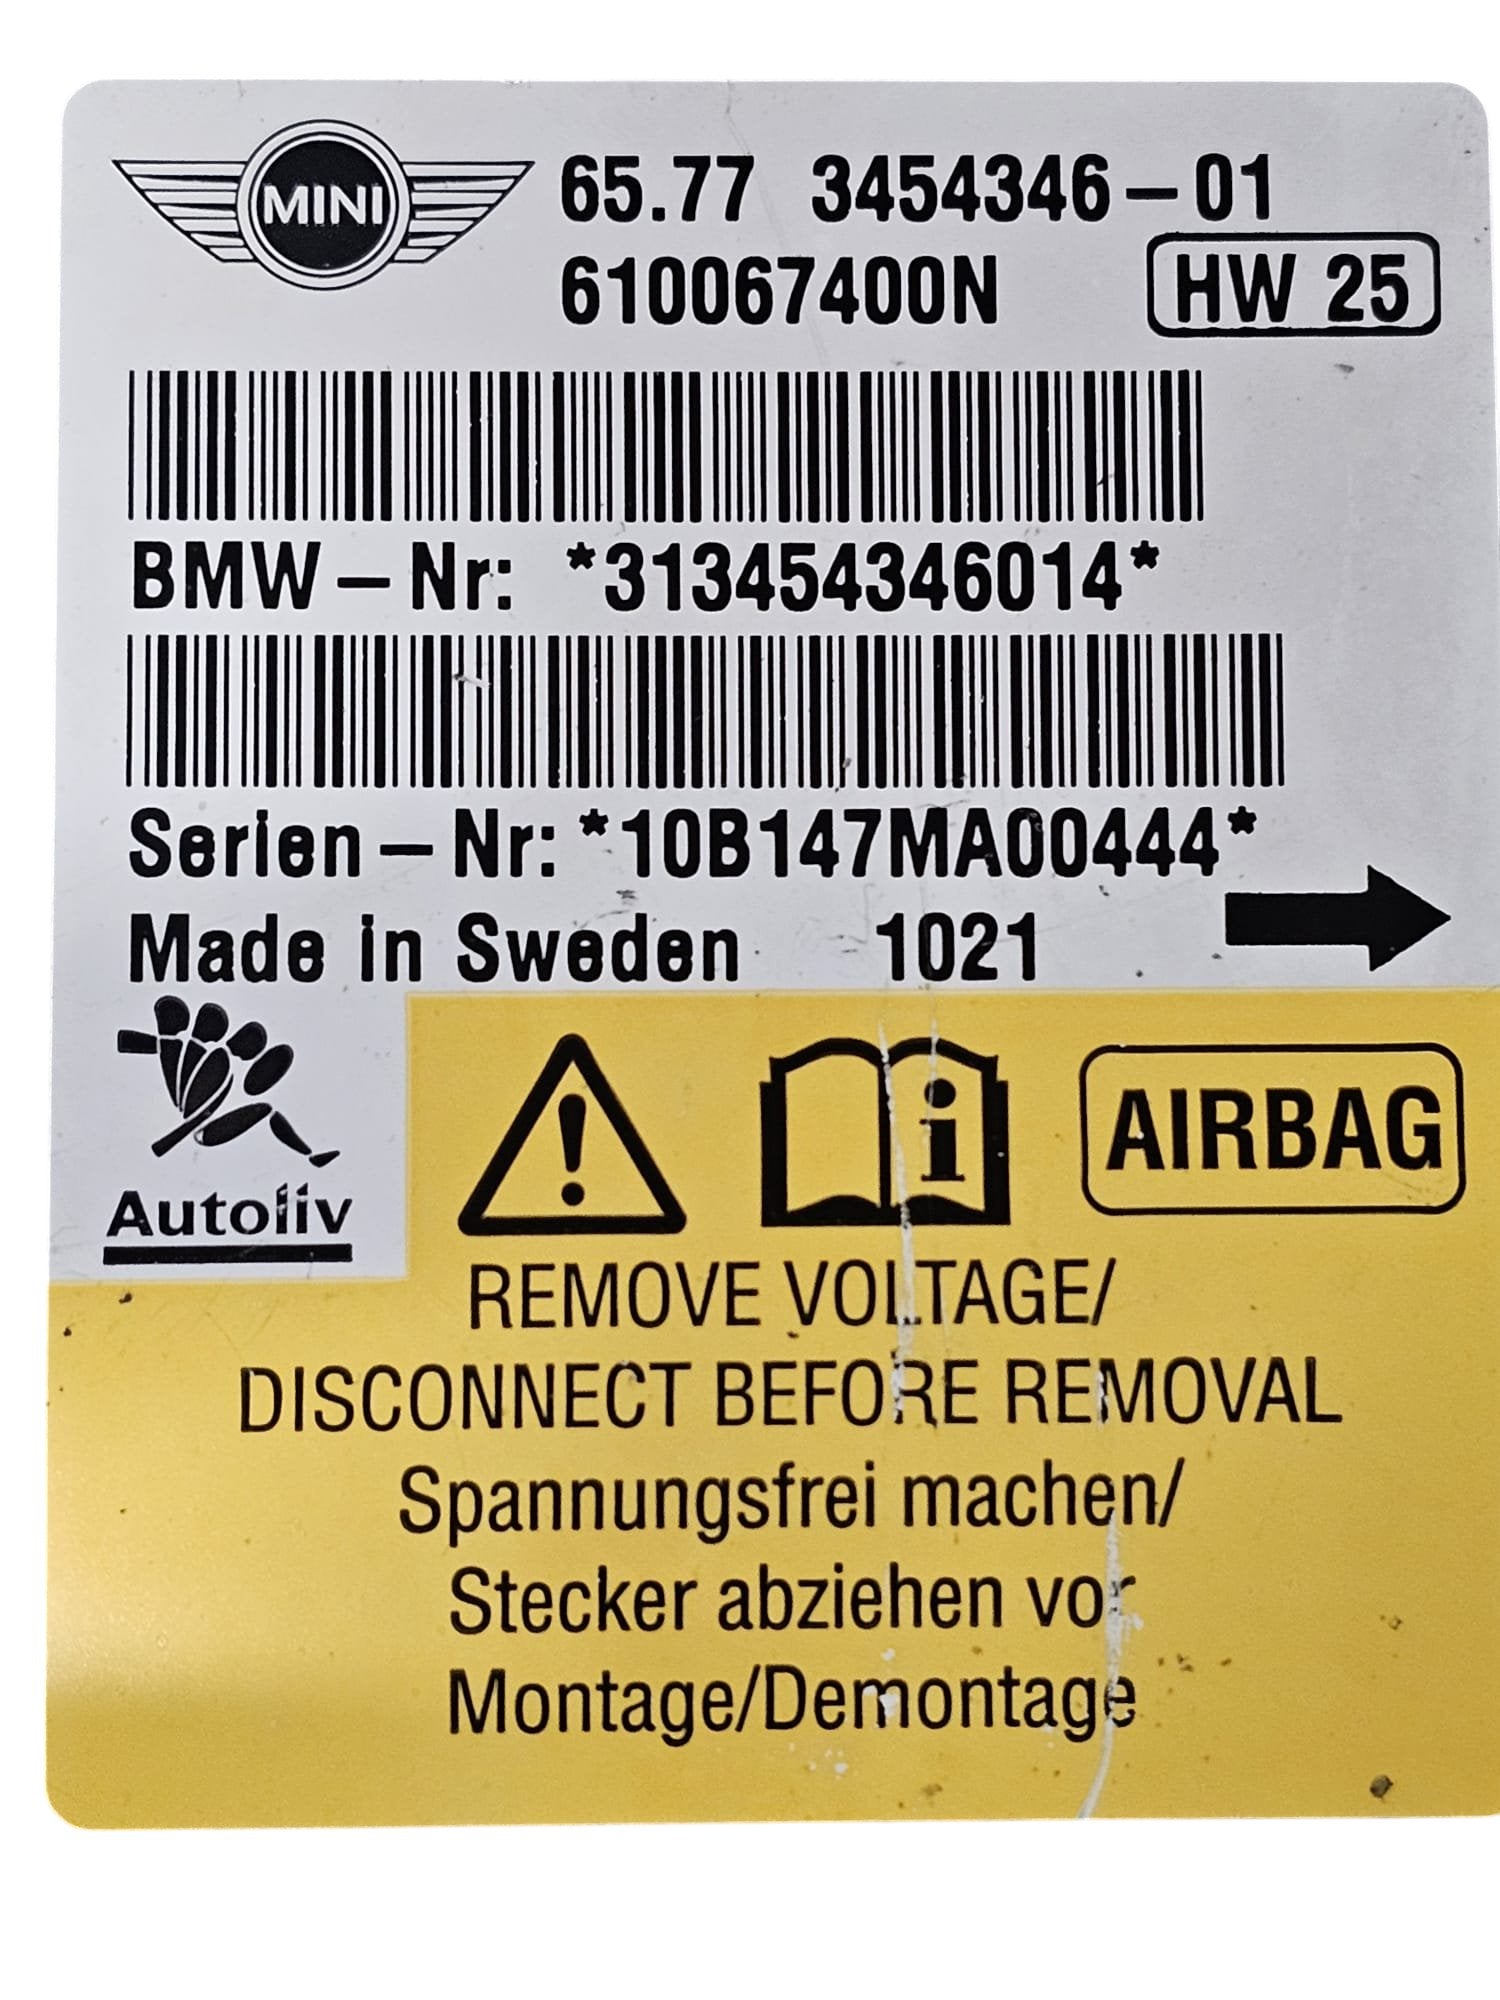 MINI
65.77 3454346-01
610067400N
HW 25
BMW-Nr: *313454346014*
Serien-Nr: *10B147MA00444*
Made in Sweden 1021
Autoliv
AIRBAG
REMOVE VOLTAGE/
DISCONNECT BEFORE REMOVAL
Spannungsfrei machen/
Stecker abziehen vor
Montage/Demontage